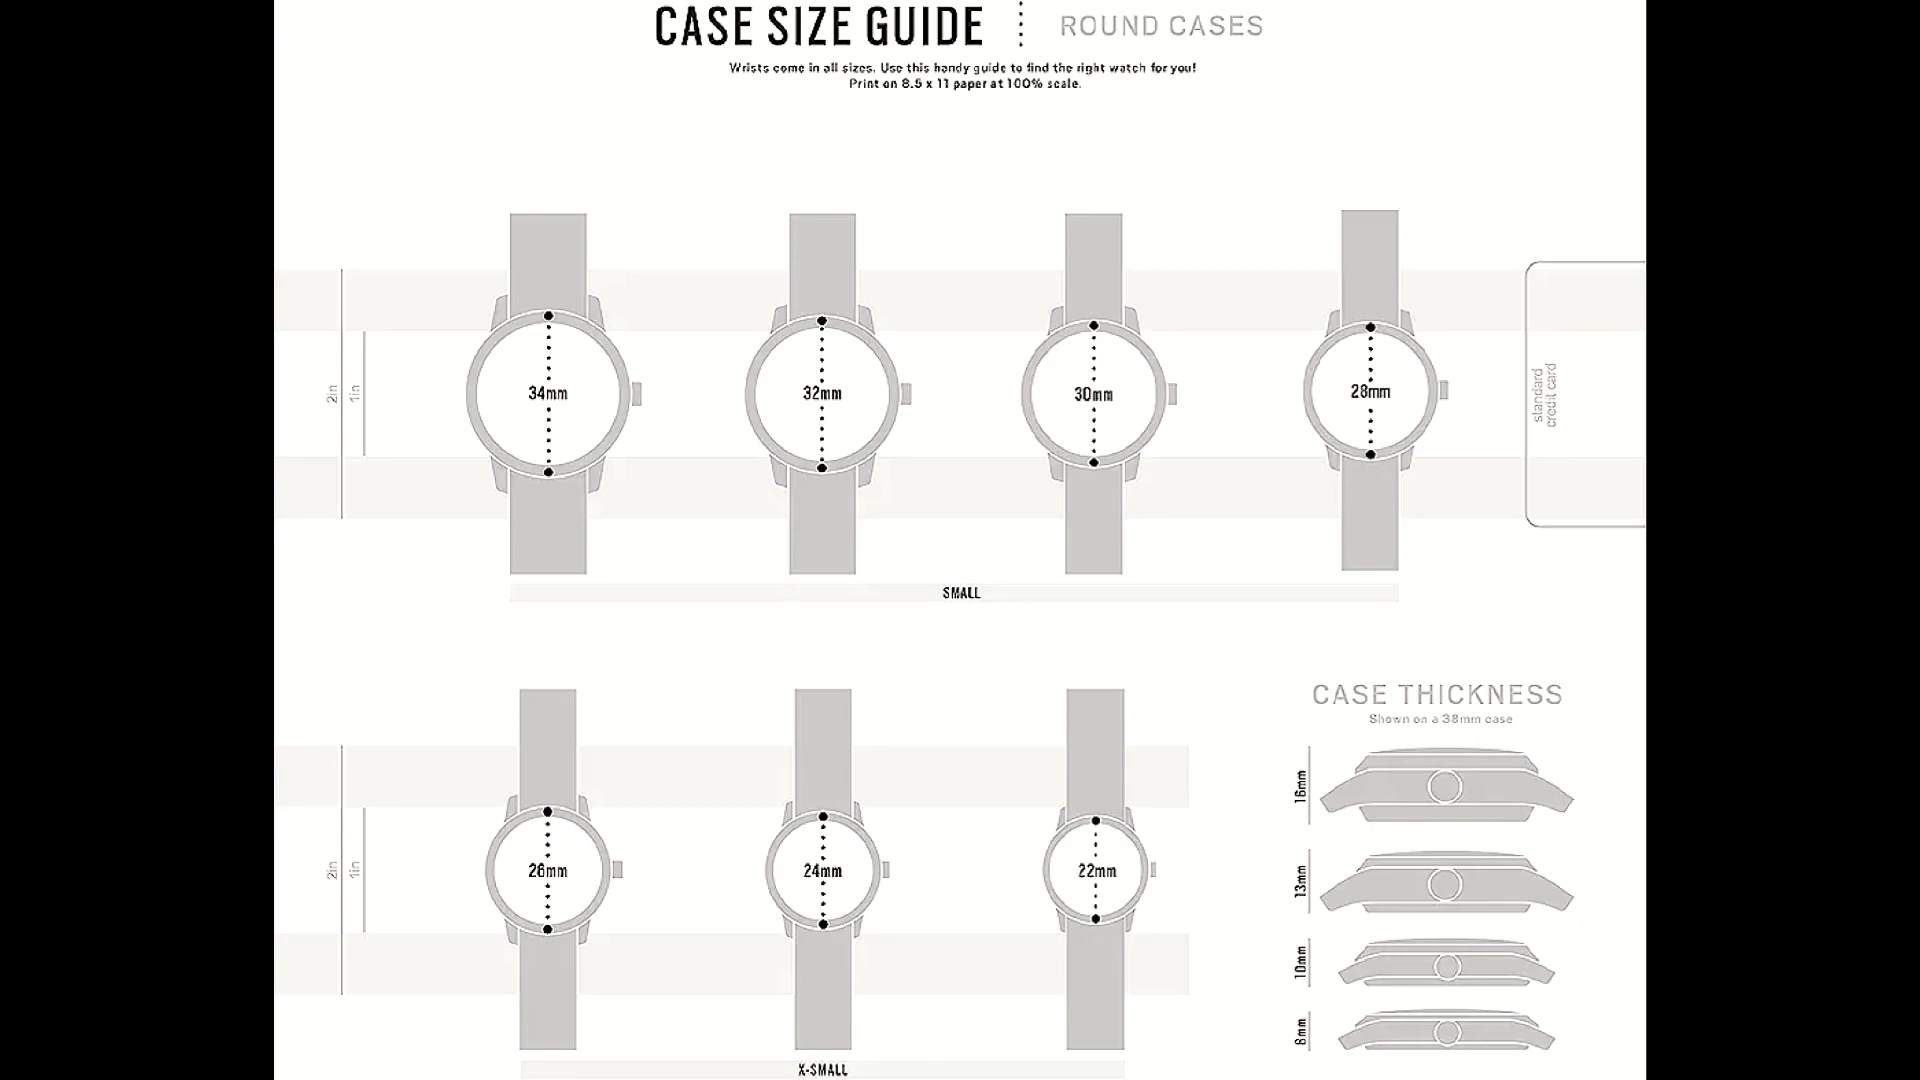 CASE SIZE GUIDE
ROUND CASES
Wrists come in all sizes. Use this handy guide to find the right watch for you!
Print on 8.5 x 11 paper at 100% scale.
2in
1in
34mm
32mm
30mm
28mm
standard
credit card
SMALL
2in
1in
26mm
24mm
22mm
X-SMALL
CASE THICKNESS
Shown on a 38mm case
16mm
13mm
10mm
8mm